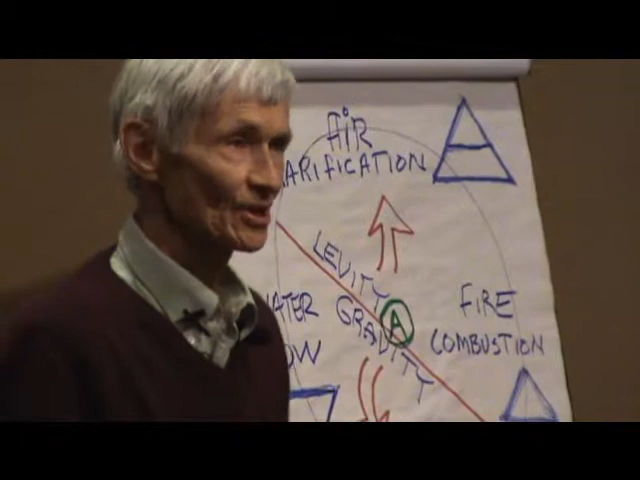 AiR
ARiFiCATiON
LEVITY
GRAVITY
A
ATER
OW
FiRE
COMBUSTiON